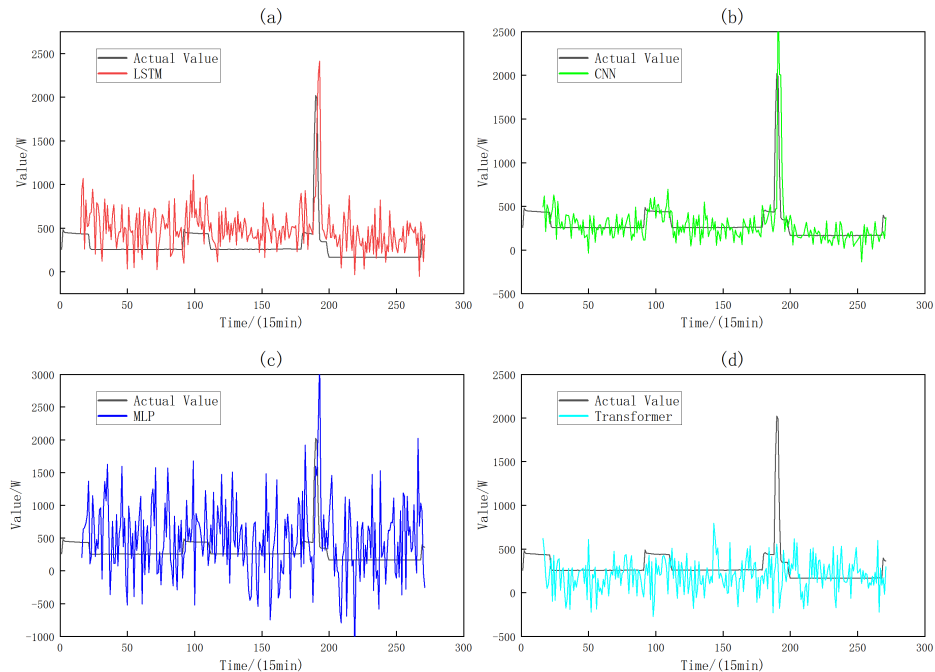 (a)
Value/W
2500
2000
1500
1000
500
0
Actual Value
LSTM
0
50
100
150
200
250
300
Time/(15min)
(b)
Value/W
2500
2000
1500
1000
500
0
-500
Actual Value
CNN
0
50
100
150
200
250
300
Time/(15min)
(c)
Value/W
3000
2500
2000
1500
1000
500
0
-500
-1000
Actual Value
MLP
0
50
100
150
200
250
300
Time/(15min)
(d)
Value/W
2500
2000
1500
1000
500
0
-500
Actual Value
Transformer
0
50
100
150
200
250
300
Time/(15min)